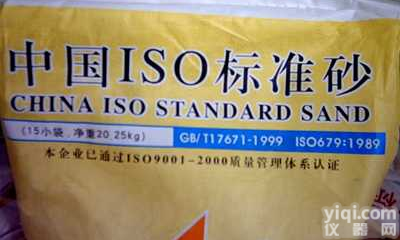 中国ISO标准砂
CHINA ISO STANDARD SAND
(15小袋, 净重20.25kg) GB/T17671-1999 ISO679:1989
本企业已通过ISO9001-2000质量管理体系认证
yiqi.com
仪器网